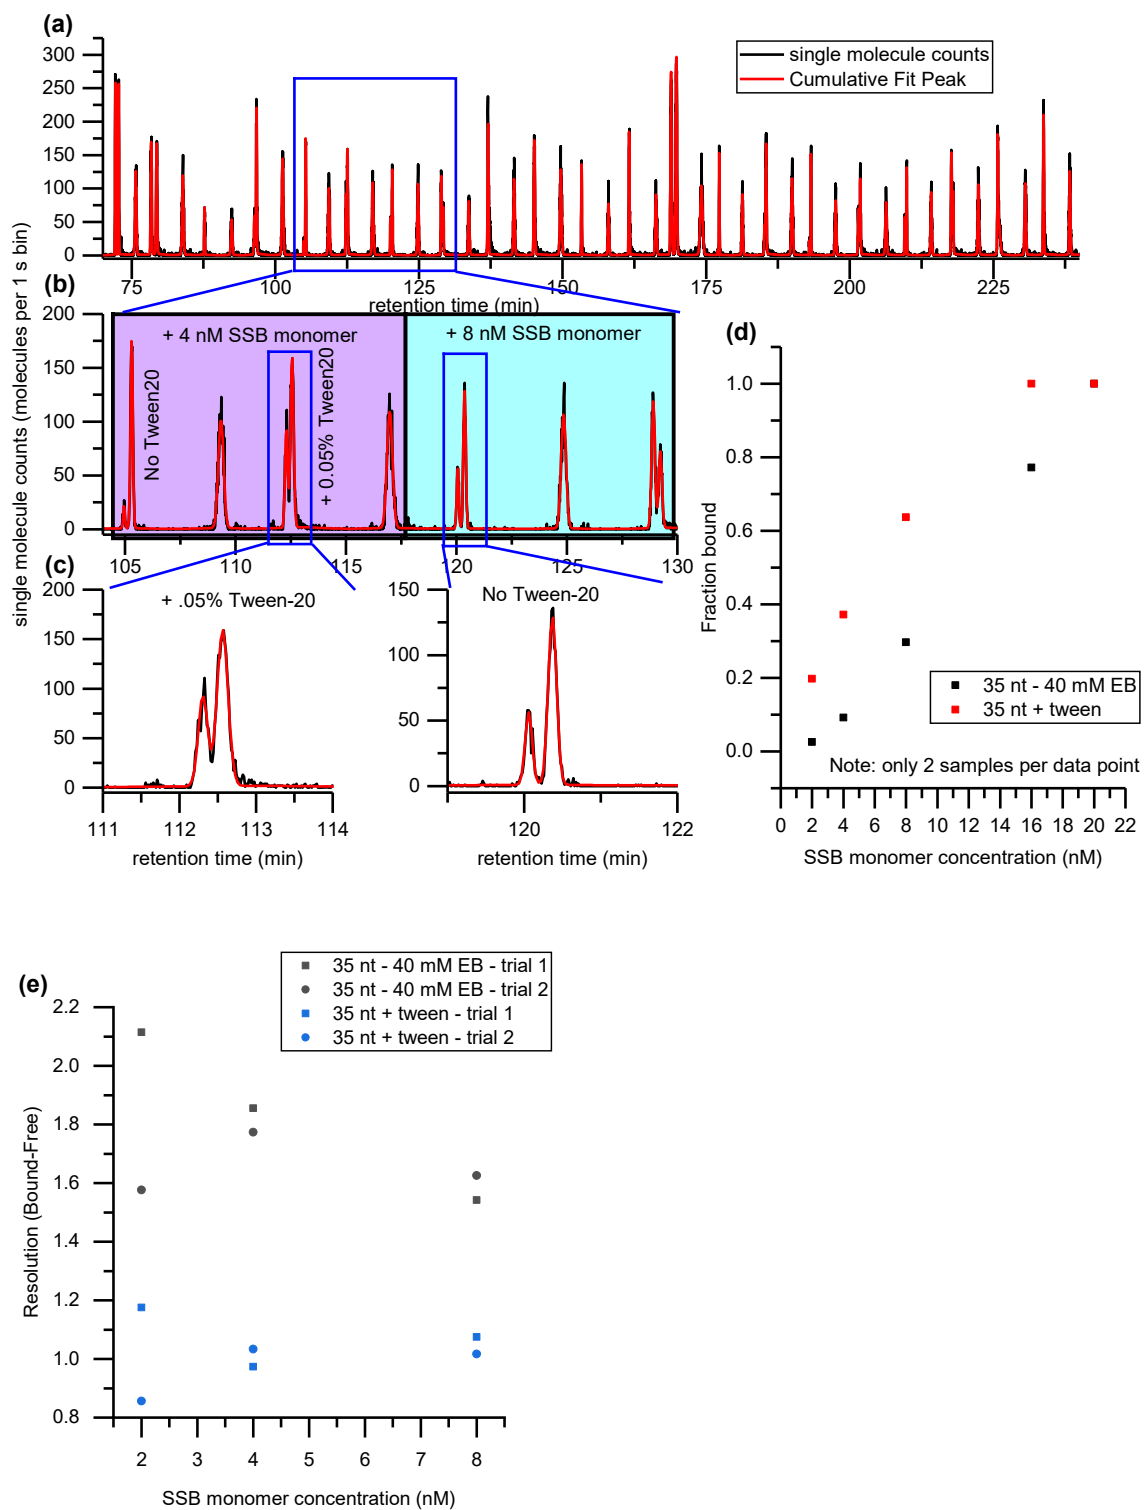 (a)
single molecule counts
Cumulative Fit Peak
300
250
200
150
100
50
0
75
100
125
150
175
200
225
retention time (min)
single molecule counts (molecules per 1 s bin)
(b)
200
150
100
50
0
+ 4 nM SSB monomer
+ 8 nM SSB monomer
No Tween20
+ 0.05% Tween20
105
110
115
120
125
130
(c)
200
150
100
50
0
+ .05% Tween-20
111
112
113
114
retention time (min)
150
100
50
0
No Tween-20
120
122
retention time (min)
(d)
Fraction bound
1.0
0.8
0.6
0.4
0.2
0.0
35 nt - 40 mM EB
35 nt + tween
Note: only 2 samples per data point
0 2 4 6 8 10 12 14 16 18 20 22
SSB monomer concentration (nM)
(e)
35 nt - 40 mM EB - trial 1
35 nt - 40 mM EB - trial 2
35 nt + tween - trial 1
35 nt + tween - trial 2
Resolution (Bound-Free)
2.2
2.0
1.8
1.6
1.4
1.2
1.0
0.8
2 3 4 5 6 7 8
SSB monomer concentration (nM)